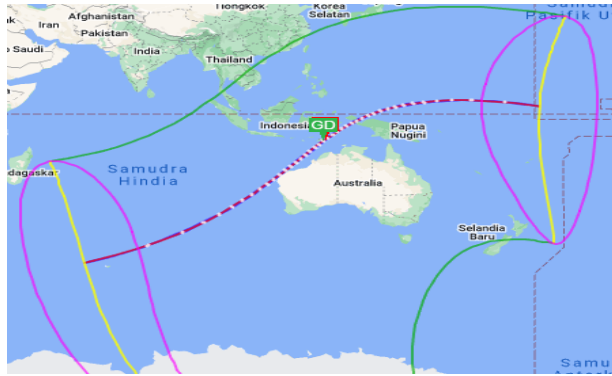 Tiongkok
Korea
Selatan
Afghanistan
Iran
Pakistan
Pasifik U
o Saudi
India
Thailand
Indonesia
GD
Papua
Nugini
dagaskar
Samudra
Hindia
Australia
Selandia
Baru
Samu